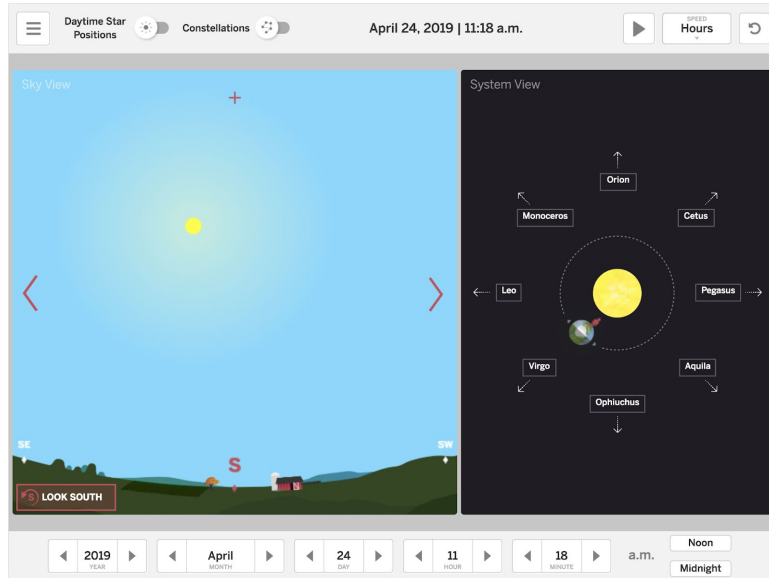 Daytime Star
Positions
Constellations
April 24, 2019 | 11:18 a.m.
SPEED
Hours
Sky View
System View
Orion
Monoceros
Cetus
Leo
Pegasus
Virgo
Aquila
Ophiuchus
SE
S
SW
S
LOOK SOUTH
2019
YEAR
April
MONTH
24
DAY
11
HOUR
18
MINUTE
a.m.
Noon
Midnight